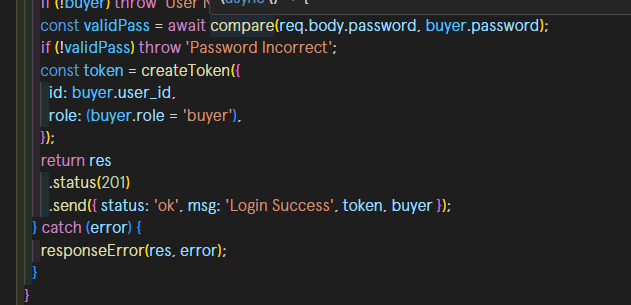 if (!buyer) throw 'User
(async () =>
const validPass = await compare(req.body.password, buyer.password);
if (!validPass) throw 'Password Incorrect';
const token = createToken({
id: buyer.user_id,
role: (buyer.role = 'buyer'),
});
return res
.status(201)
.send({ status: 'ok', msg: 'Login Success', token, buyer });
} catch (error) {
responseError(res, error);
}
}